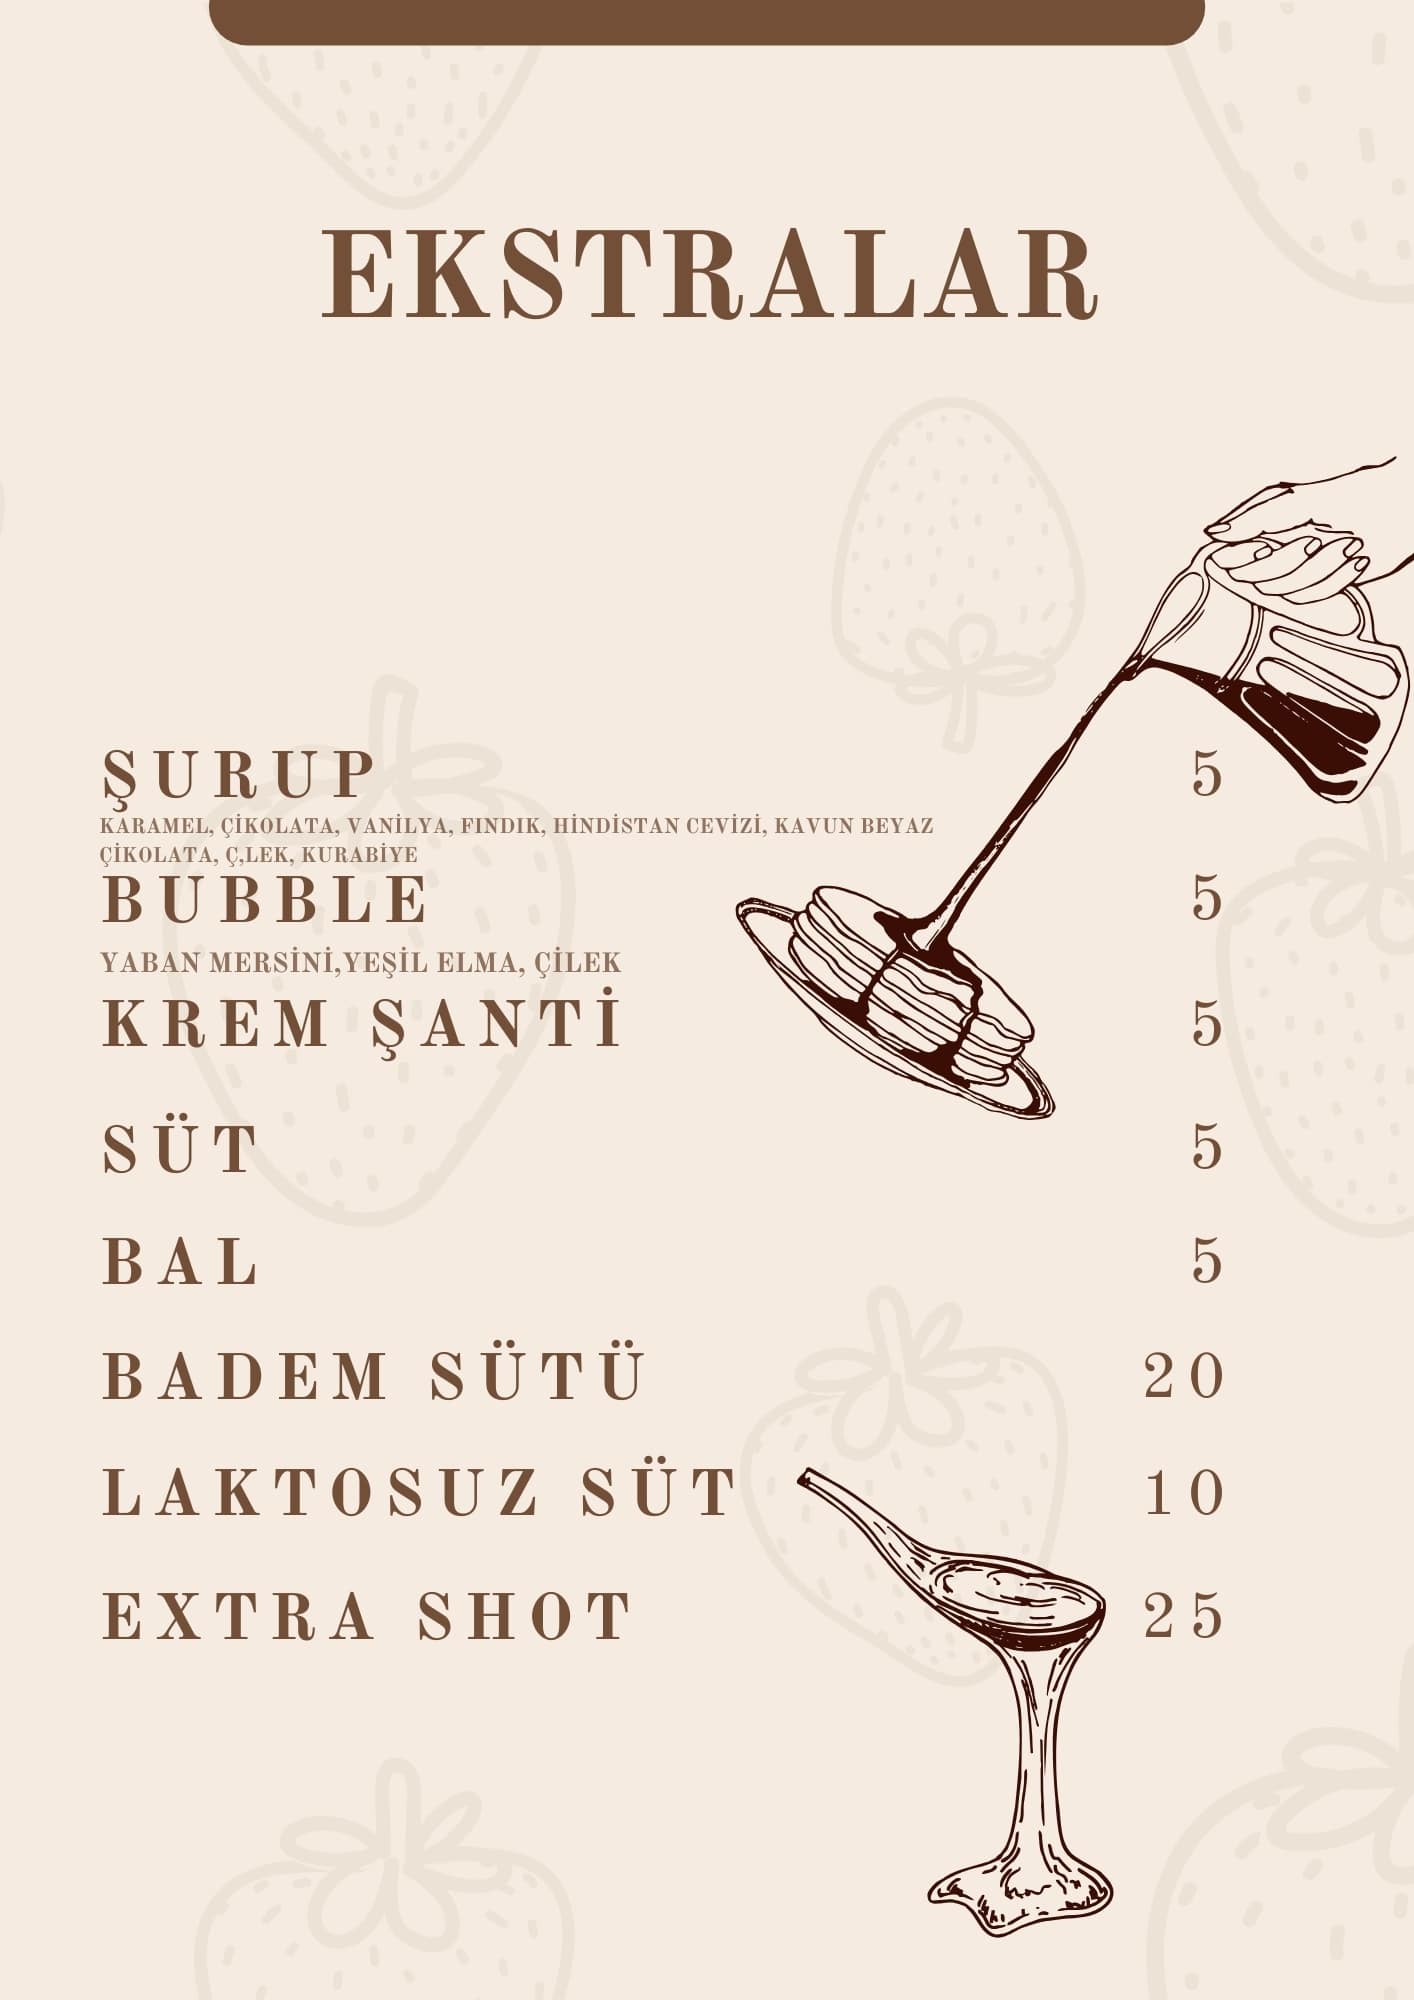 EKSTRALAR
ŞURUP 5
KARAMEL, ÇİKOLATA, VANİLYA, FINDIK, HİNDİSTAN CEVİZİ, KAVUN BEYAZ
ÇİKOLATA, Ç,LEK, KURABİYE
BUBBLE 5
YABAN MERSİNİ,YEŞİL ELMA, ÇİLEK
KREM ŞANTİ 5
SÜT 5
BAL 5
BADEM SÜTÜ 20
LAKTOSUZ SÜT 10
EXTRA SHOT 25